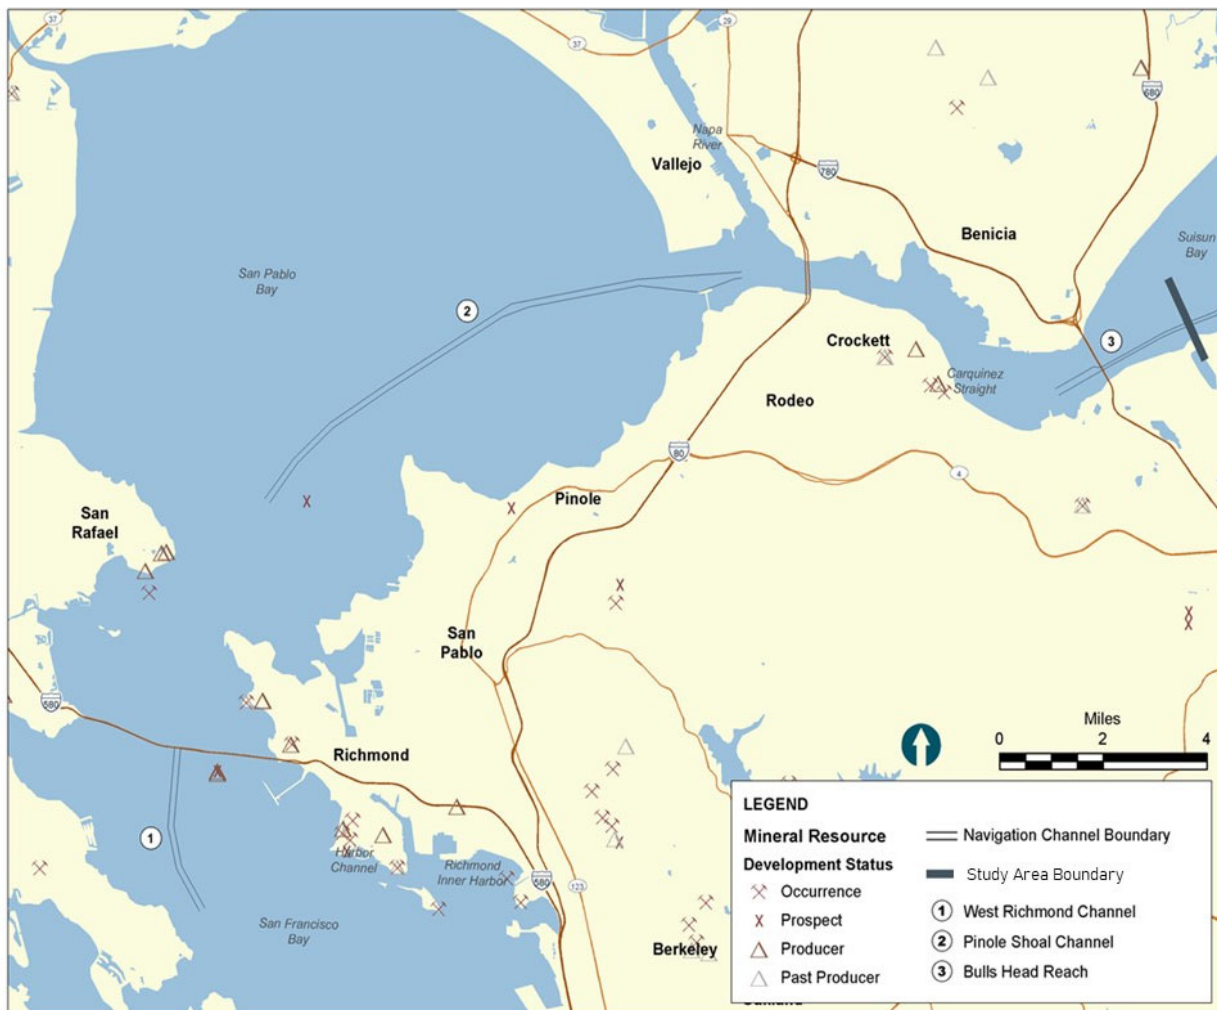 37
37
29
680
Napa
River
Vallejo
780
Benicia
Suisun
Bay
San Pablo
Bay
2
3
Crockett
Carquinez
Straight
Rodeo
80
4
Pinole
San
Rafael
San
Pablo
580
Richmond
Miles
0 2 4
1
Harbor
Channel
Richmond
Inner Harbor
580
123
San Francisco
Bay
Berkeley
LEGEND
Mineral Resource
Development Status
Occurrence
Prospect
Producer
Past Producer
Navigation Channel Boundary
Study Area Boundary
1 West Richmond Channel
2 Pinole Shoal Channel
3 Bulls Head Reach